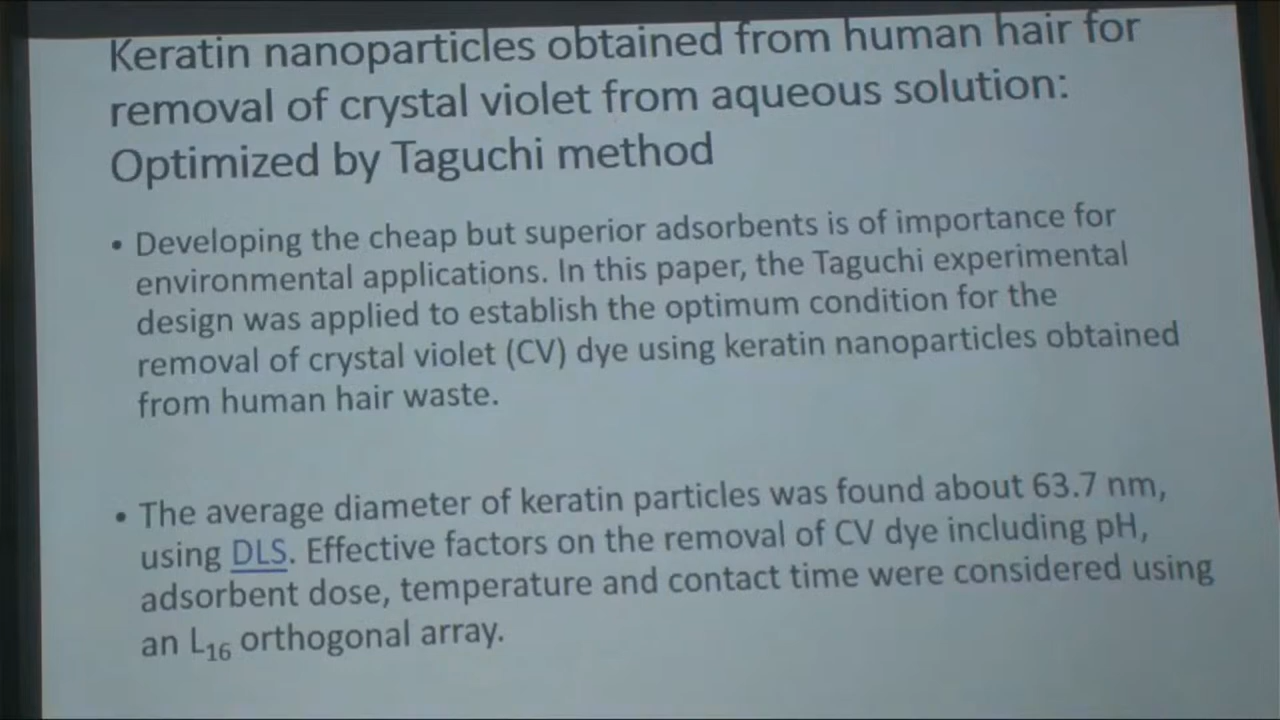 Keratin nanoparticles obtained from human hair for
removal of crystal violet from aqueous solution:
Optimized by Taguchi method
• Developing the cheap but superior adsorbents is of importance for
environmental applications. In this paper, the Taguchi experimental
design was applied to establish the optimum condition for the
removal of crystal violet (CV) dye using keratin nanoparticles obtained
from human hair waste.
• The average diameter of keratin particles was found about 63.7 nm,
using DLS. Effective factors on the removal of CV dye including pH,
adsorbent dose, temperature and contact time were considered using
an L₁₆ orthogonal array.